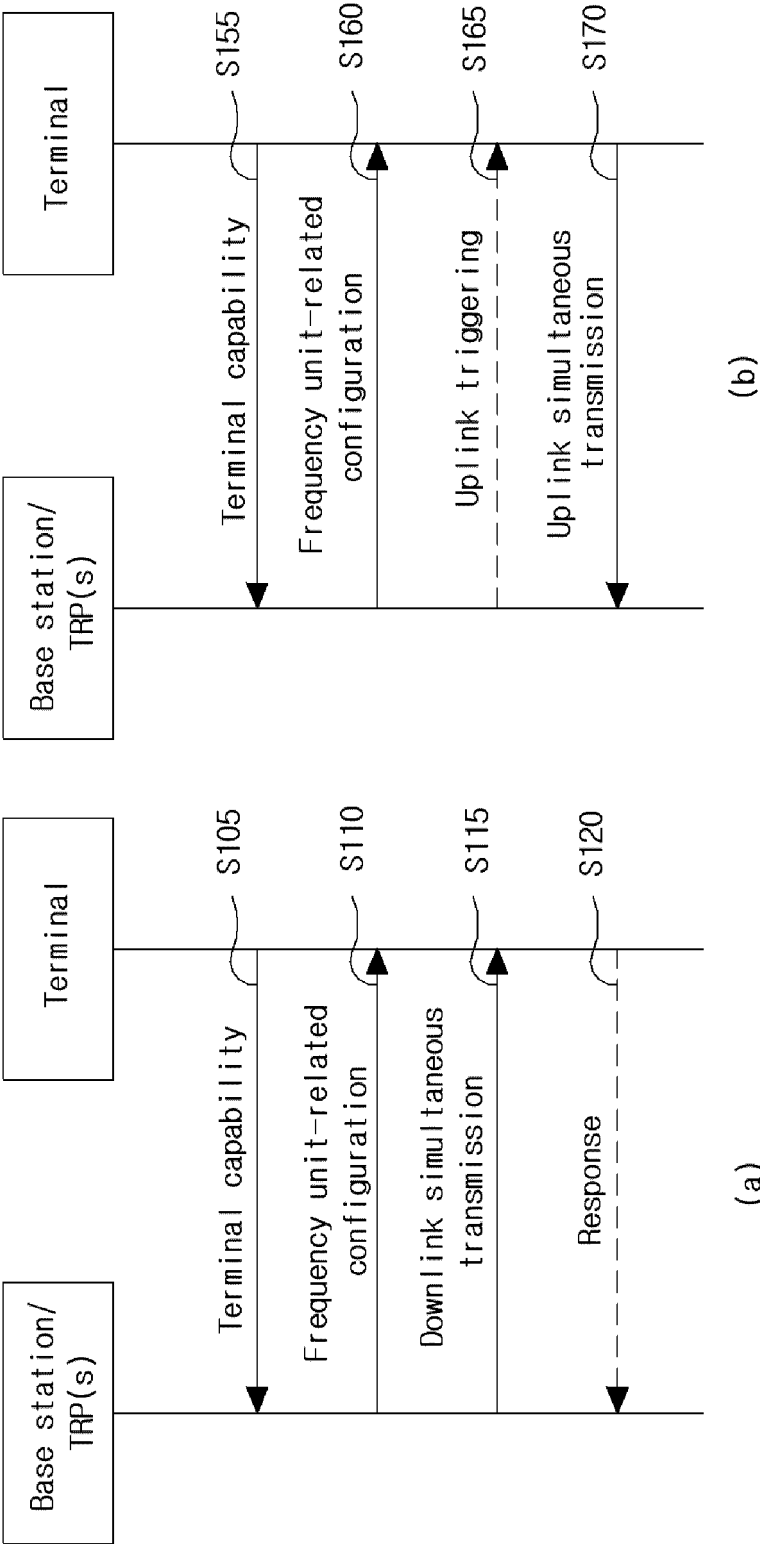 Base station/
TRP(s)
Terminal
Terminal capability
S105
Frequency unit-related
configuration
S110
Downlink simultaneous
transmission
S115
Response
S120
(a)
Base station/
TRP(s)
Terminal
Terminal capability
S155
Frequency unit-related
configuration
S160
Uplink triggering
S165
Uplink simultaneous
transmission
S170
(b)